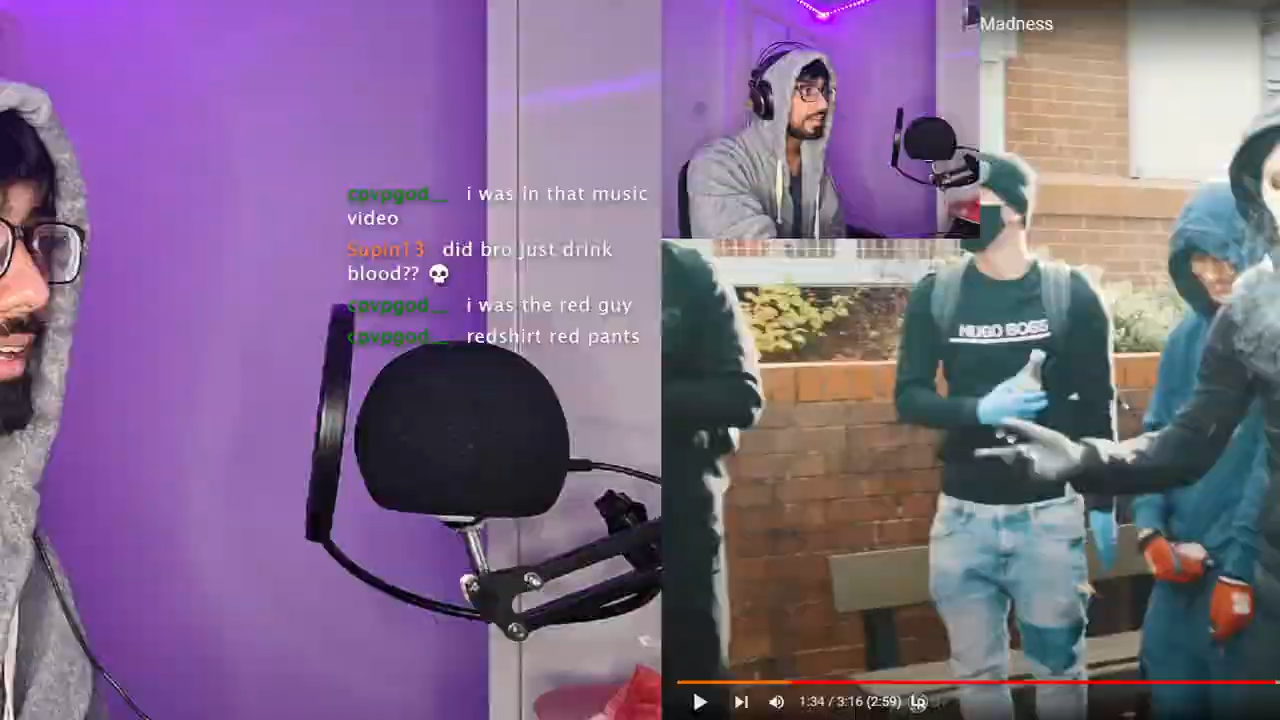 Madness
cpvpgod__ i was in that music
video
Supin13 did bro just drink
blood??
cpvpgod__ i was the red guy
cpvpgod__ redshirt red pants
HUGO BOSS
1:34 / 3:16 (2:59)